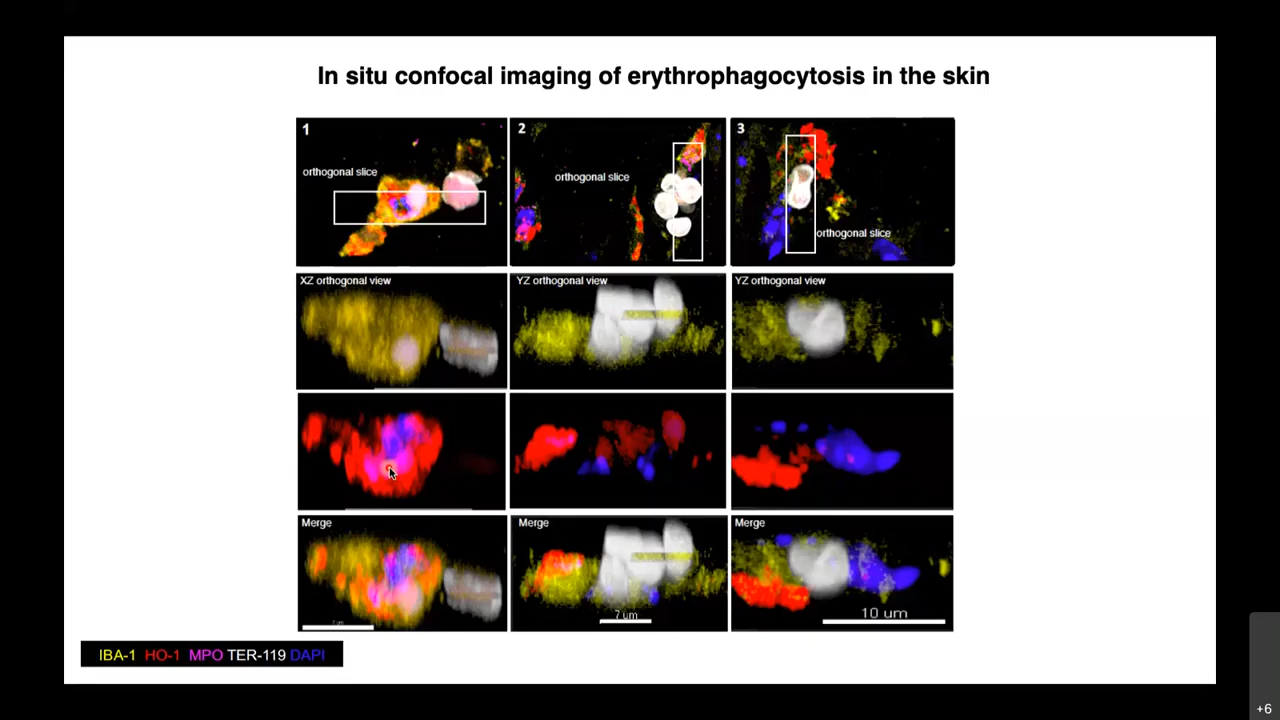 In situ confocal imaging of erythrophagocytosis in the skin
1
orthogonal slice
2
orthogonal slice
3
orthogonal slice
XZ orthogonal view
YZ orthogonal view
YZ orthogonal view
Merge
Merge
Merge
7 um
10 um
IBA-1 HO-1 MPO TER-119 DAPI
+6